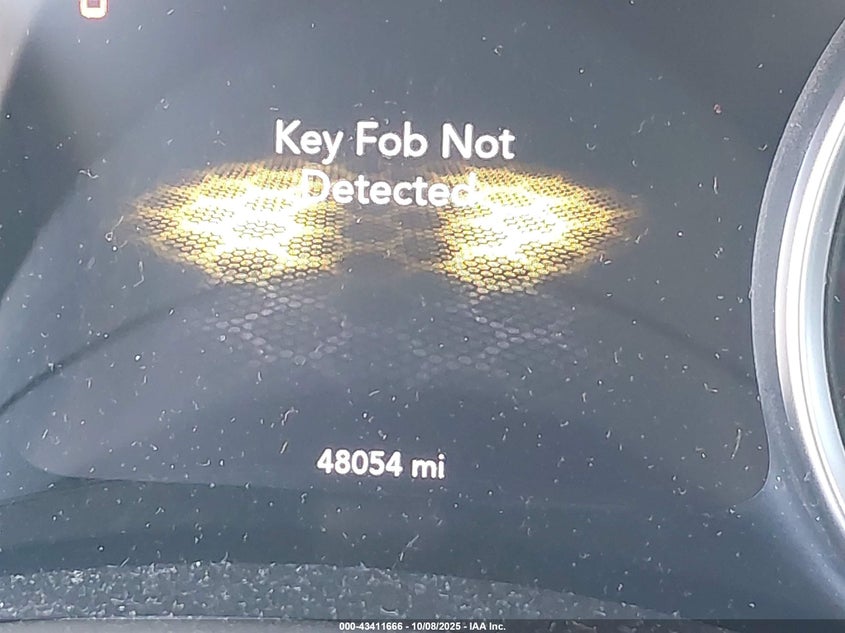 Key Fob Not
Detected
48054 mi
000-43411666 - 10/08/2025 - IAA Inc.